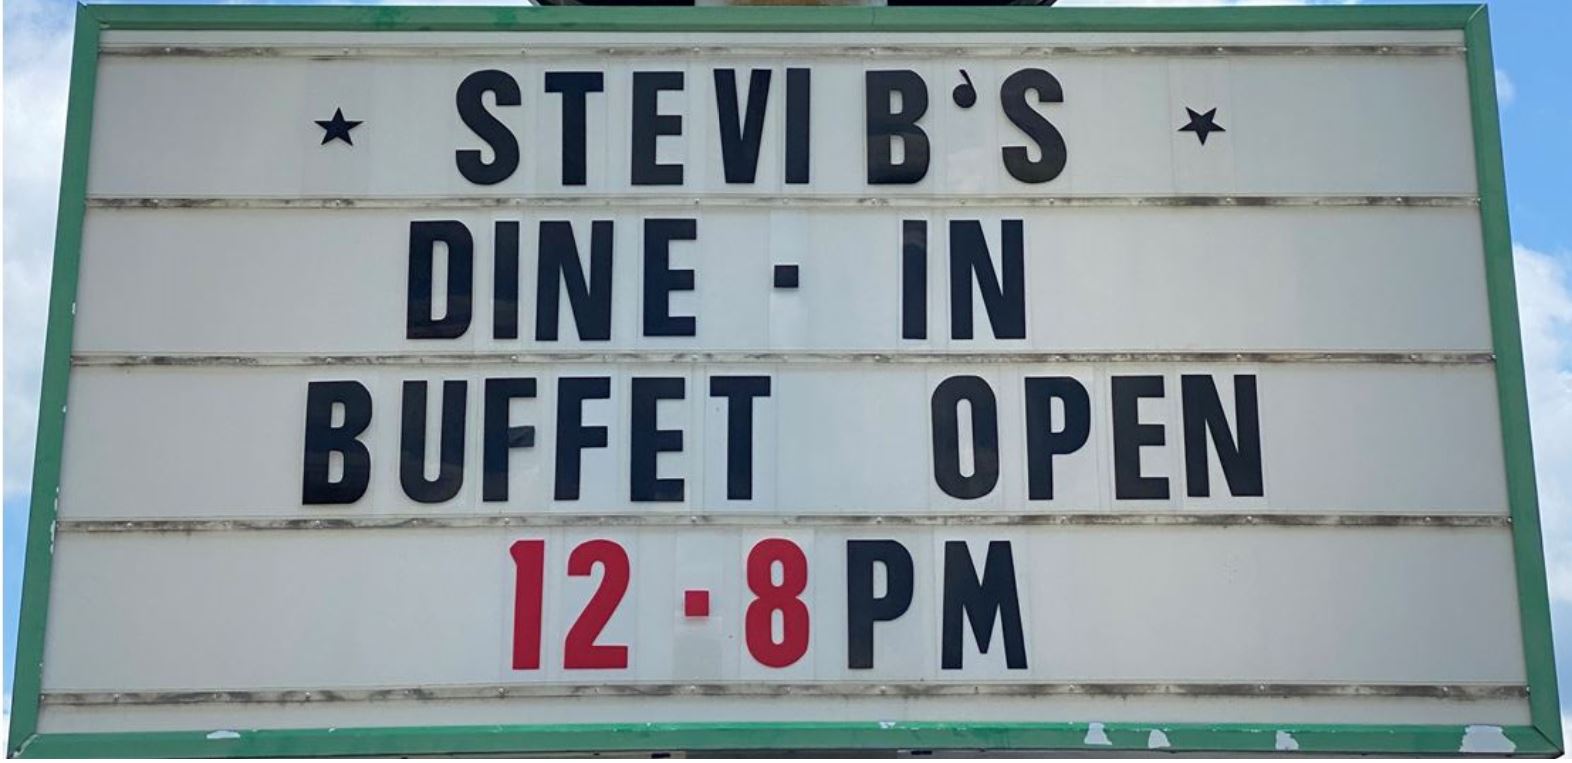 ★ STEVI B'S ★
DINE · IN
BUFFET OPEN
12 · 8 PM